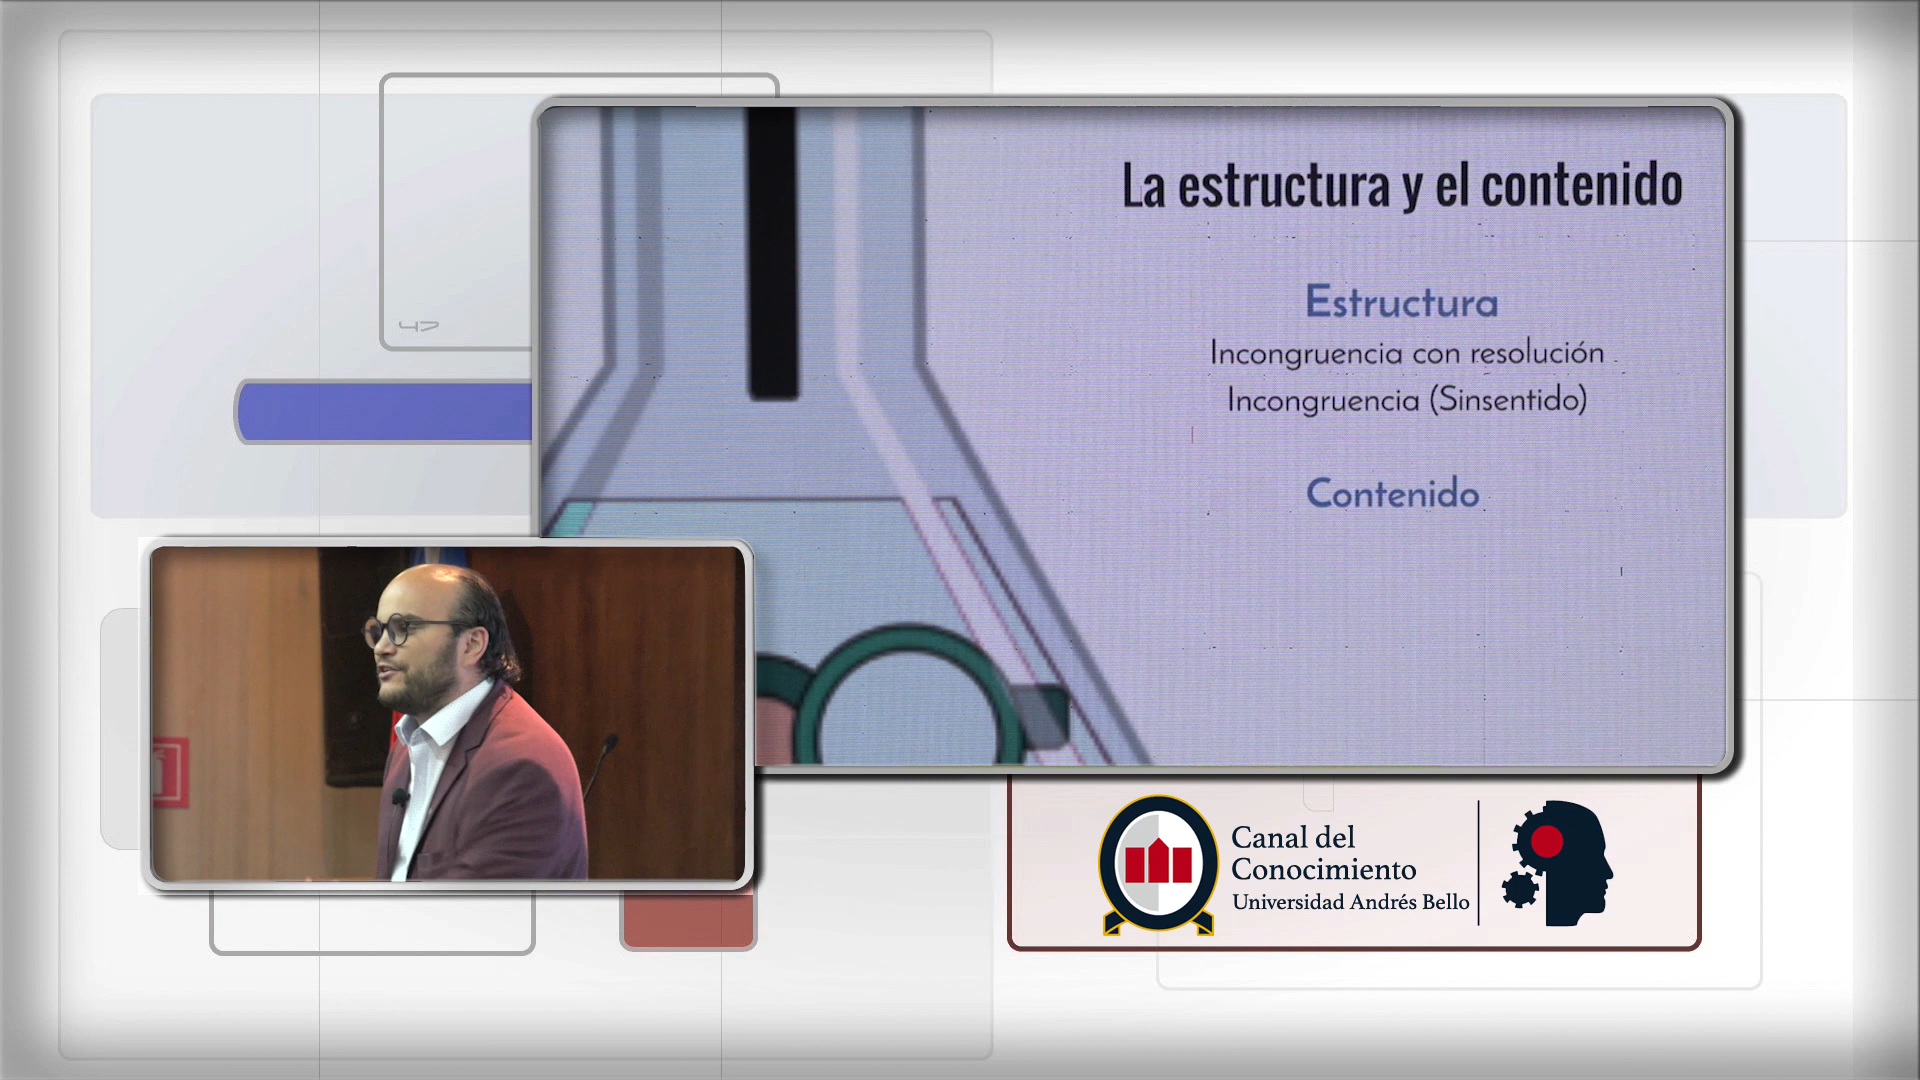 La estructura y el contenido
Estructura
Incongruencia con resolución
Incongruencia (Sinsentido)
Contenido
Canal del
Conocimiento
Universidad Andrés Bello